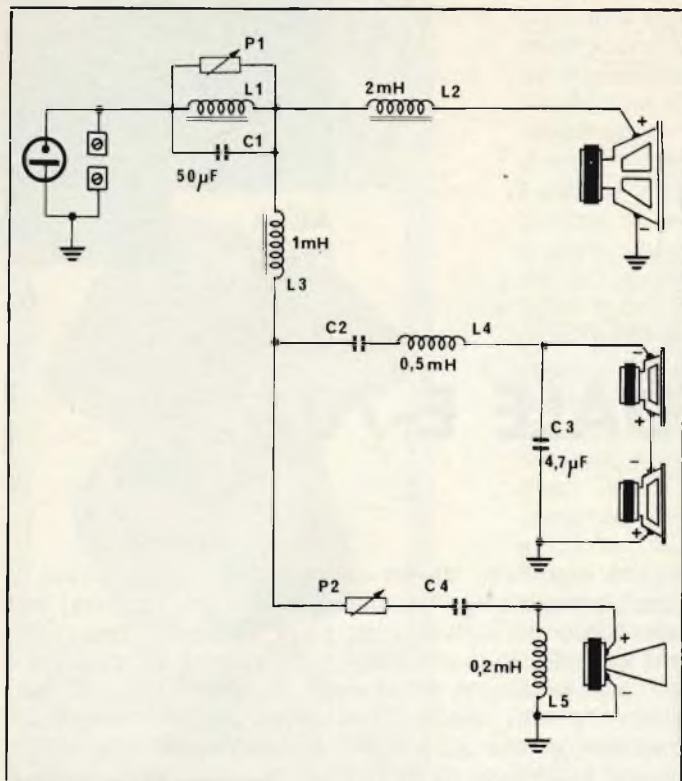 P1
L1
C1
50µF
2mH L2
+
-
1mH
L3
C2
L4
0,5mH
C3
4,7µF
-
+
-
+
P2
C4
0,2mH
L5
+
-